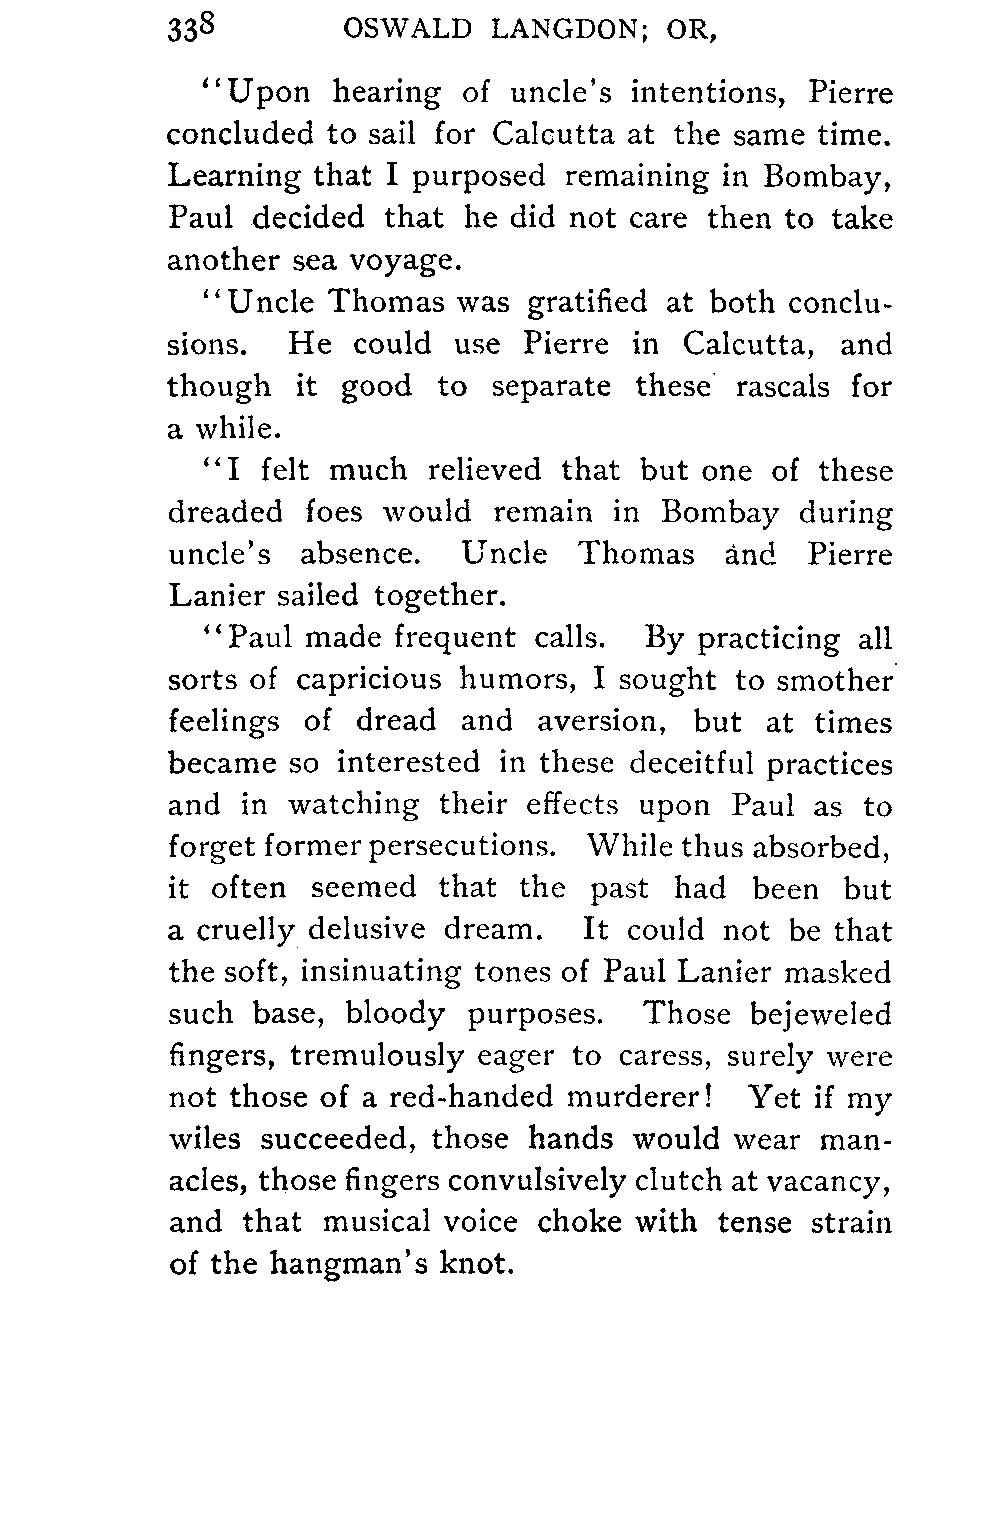 338 OSWALD LANGDON; OR,
"Upon hearing of uncle's intentions, Pierre
concluded to sail for Calcutta at the same time.
Learning that I purposed remaining in Bombay,
Paul decided that he did not care then to take
another sea voyage.
"Uncle Thomas was gratified at both conclu-
sions. He could use Pierre in Calcutta, and
though it good to separate these rascals for
a while.
"I felt much relieved that but one of these
dreaded foes would remain in Bombay during
uncle's absence. Uncle Thomas and Pierre
Lanier sailed together.
"Paul made frequent calls. By practicing all
sorts of capricious humors, I sought to smother
feelings of dread and aversion, but at times
became so interested in these deceitful practices
and in watching their effects upon Paul as to
forget former persecutions. While thus absorbed,
it often seemed that the past had been but
a cruelly delusive dream. It could not be that
the soft, insinuating tones of Paul Lanier masked
such base, bloody purposes. Those bejeweled
fingers, tremulously eager to caress, surely were
not those of a red-handed murderer! Yet if my
wiles succeeded, those hands would wear man-
acles, those fingers convulsively clutch at vacancy,
and that musical voice choke with tense strain
of the hangman's knot.